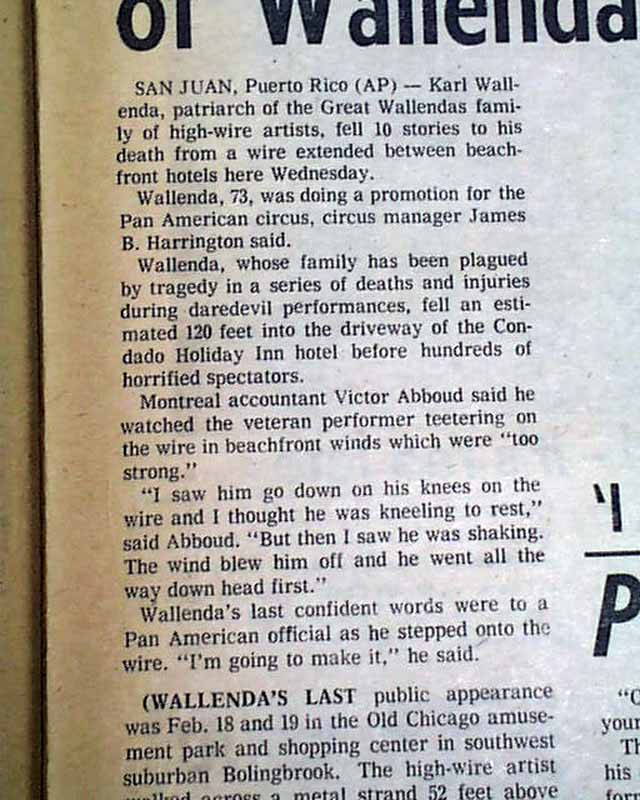 of Wallenda
SAN JUAN, Puerto Rico (AP) — Karl Wall-
enda, patriarch of the Great Wallendas fami-
ly of high-wire artists, fell 10 stories to his
death from a wire extended between beach-
front hotels here Wednesday.
Wallenda, 73, was doing a promotion for the
Pan American circus, circus manager James
B. Harrington said.
Wallenda, whose family has been plagued
by tragedy in a series of deaths and injuries
during daredevil performances, fell an esti-
mated 120 feet into the driveway of the Con-
dado Holiday Inn hotel before hundreds of
horrified spectators.
Montreal accountant Victor Abboud said he
watched the veteran performer teetering on
the wire in beachfront winds which were "too
strong."
"I saw him go down on his knees on the
wire and I thought he was kneeling to rest,"
said Abboud. "But then I saw he was shaking.
The wind blew him off and he went all the
way down head first."
Wallenda's last confident words were to a
Pan American official as he stepped onto the
wire. "I'm going to make it," he said.
(WALLENDA'S LAST public appearance
was Feb. 18 and 19 in the Old Chicago amuse-
ment park and shopping center in southwest
suburban Bolingbrook. The high-wire artist
walked across a metal strand 52 feet above
'I
P
"C
your
Th
his